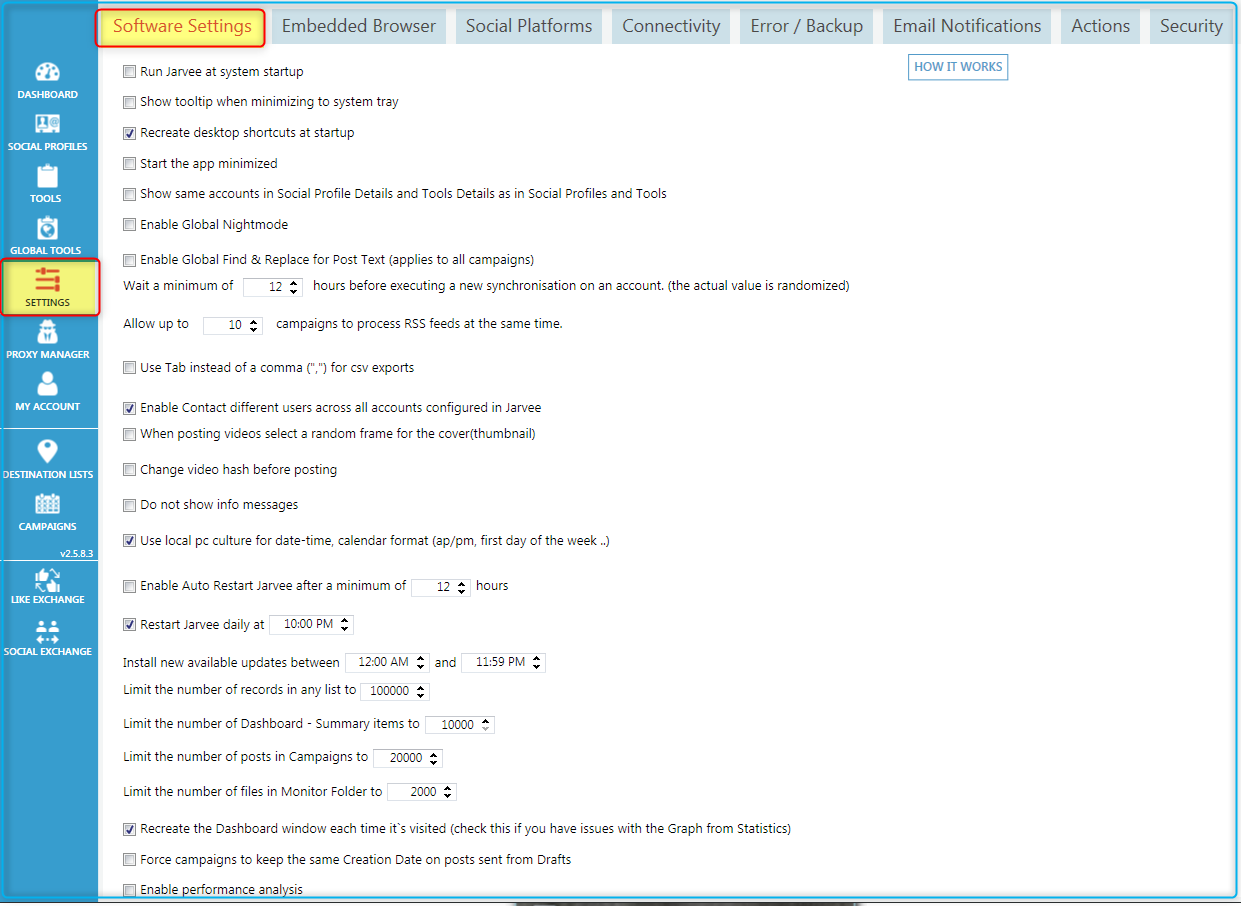 Software Settings
Embedded Browser
Social Platforms
Connectivity
Error / Backup
Email Notifications
Actions
Security
DASHBOARD
SOCIAL PROFILES
TOOLS
GLOBAL TOOLS
SETTINGS
PROXY MANAGER
MY ACCOUNT
DESTINATION LISTS
CAMPAIGNS
v2.5.8.3
LIKE EXCHANGE
SOCIAL EXCHANGE
HOW IT WORKS
Run Jarvee at system startup
Show tooltip when minimizing to system tray
Recreate desktop shortcuts at startup
Start the app minimized
Show same accounts in Social Profile Details and Tools Details as in Social Profiles and Tools
Enable Global Nightmode
Enable Global Find & Replace for Post Text (applies to all campaigns)
Wait a minimum of 12 hours before executing a new synchronisation on an account. (the actual value is randomized)
Allow up to 10 campaigns to process RSS feeds at the same time.
Use Tab instead of a comma (",") for csv exports
Enable Contact different users across all accounts configured in Jarvee
When posting videos select a random frame for the cover(thumbnail)
Change video hash before posting
Do not show info messages
Use local pc culture for date-time, calendar format (ap/pm, first day of the week ..)
Enable Auto Restart Jarvee after a minimum of 12 hours
Restart Jarvee daily at 10:00 PM
Install new available updates between 12:00 AM and 11:59 PM
Limit the number of records in any list to 100000
Limit the number of Dashboard - Summary items to 10000
Limit the number of posts in Campaigns to 20000
Limit the number of files in Monitor Folder to 2000
Recreate the Dashboard window each time it`s visited (check this if you have issues with the Graph from Statistics)
Force campaigns to keep the same Creation Date on posts sent from Drafts
Enable performance analysis